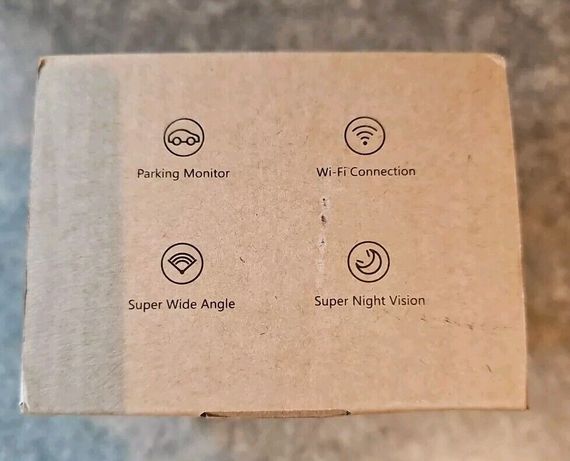 Parking Monitor
Wi-Fi Connection
Super Wide Angle
Super Night Vision